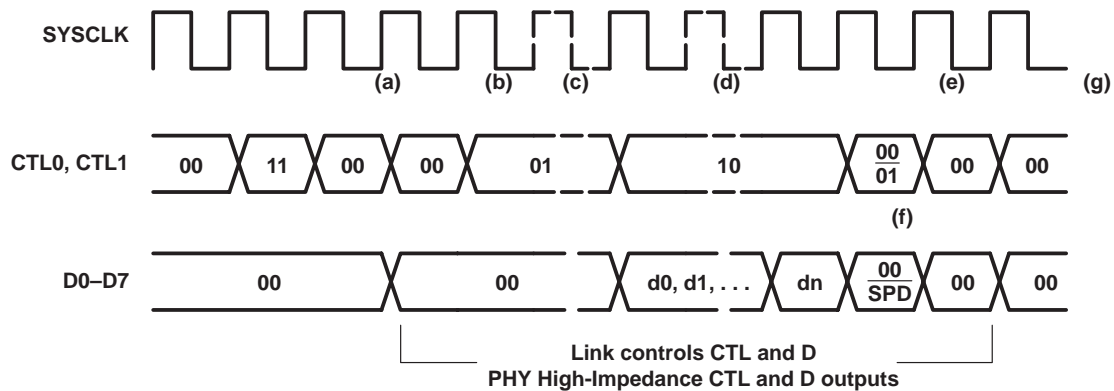 SYSCLK
(a) (b) (c) (d) (e) (g)
CTL0, CTL1 00 11 00 00 01 10 00 00 00
01
(f)
D0–D7 00 00 d0, d1, . . . dn 00 00 00
SPD
Link controls CTL and D
PHY High-Impedance CTL and D outputs